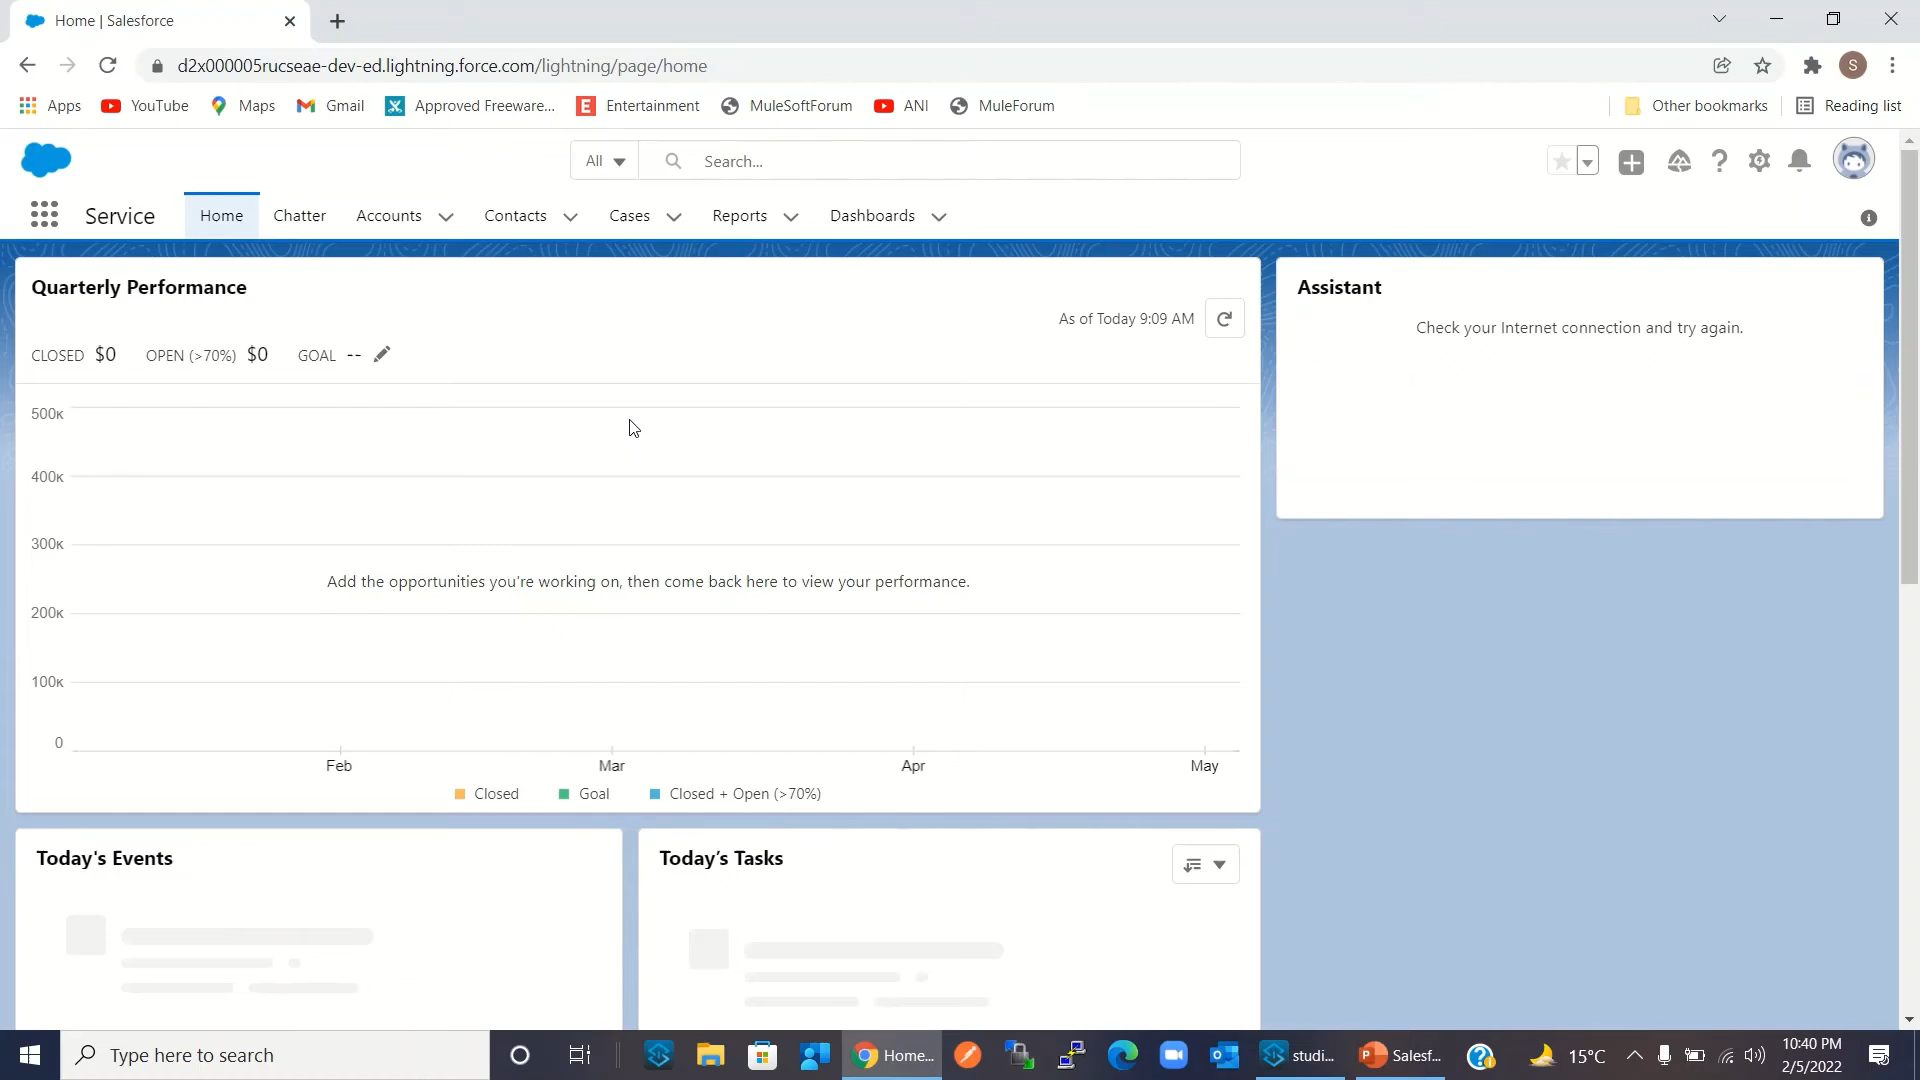 Home | Salesforce
d2x000005rucseae-dev-ed.lightning.force.com/lightning/page/home
S
Apps YouTube Maps Gmail Approved Freeware... Entertainment MuleSoftForum ANI MuleForum Other bookmarks Reading list
All Search...
Service Home Chatter Accounts Contacts Cases Reports Dashboards
Quarterly Performance
As of Today 9:09 AM
CLOSED $0 OPEN (>70%) $0 GOAL --
500K
400K
300K
Add the opportunities you're working on, then come back here to view your performance.
200K
100K
0
Feb Mar Apr May
Closed Goal Closed + Open (>70%)
Assistant
Check your Internet connection and try again.
Today's Events
Today’s Tasks
Type here to search
Home...
studi...
Salesf...
15°C
10:40 PM
2/5/2022